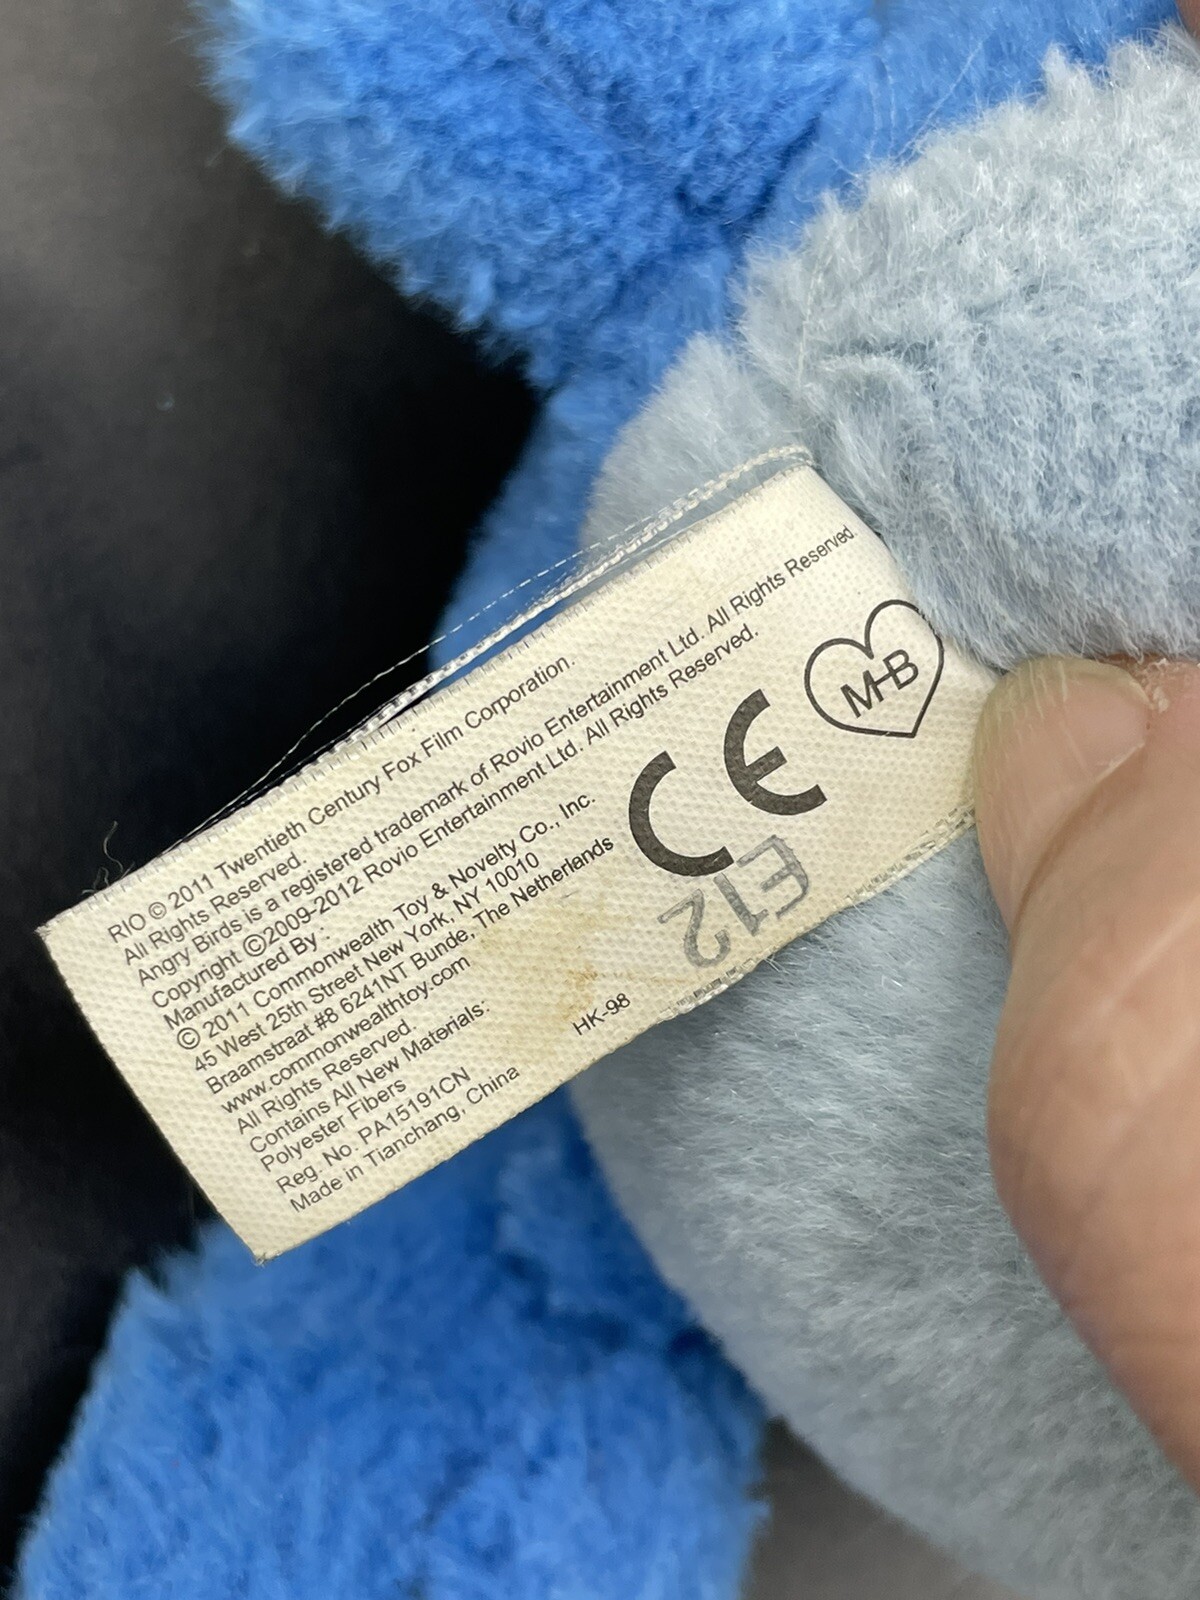 RIO © 2011 Twentieth Century Fox Film Corporation.
All Rights Reserved.
Angry Birds is a registered trademark of Rovio Entertainment Ltd. All Rights Reserved.
Copyright ©2009-2012 Rovio Entertainment Ltd. All Rights Reserved.
Manufactured By :
© 2011 Commonwealth Toy & Novelty Co., Inc.
45 West 25th Street New York, NY 10010
Braamstraat #8 6241NT Bunde, The Netherlands
www.commonwealthtoy.com
All Rights Reserved.
Contains All New Materials:
Polyester Fibers
Reg. No. PA15191CN
Made in Tianchang, China
HK-98
CE
MHB
E12